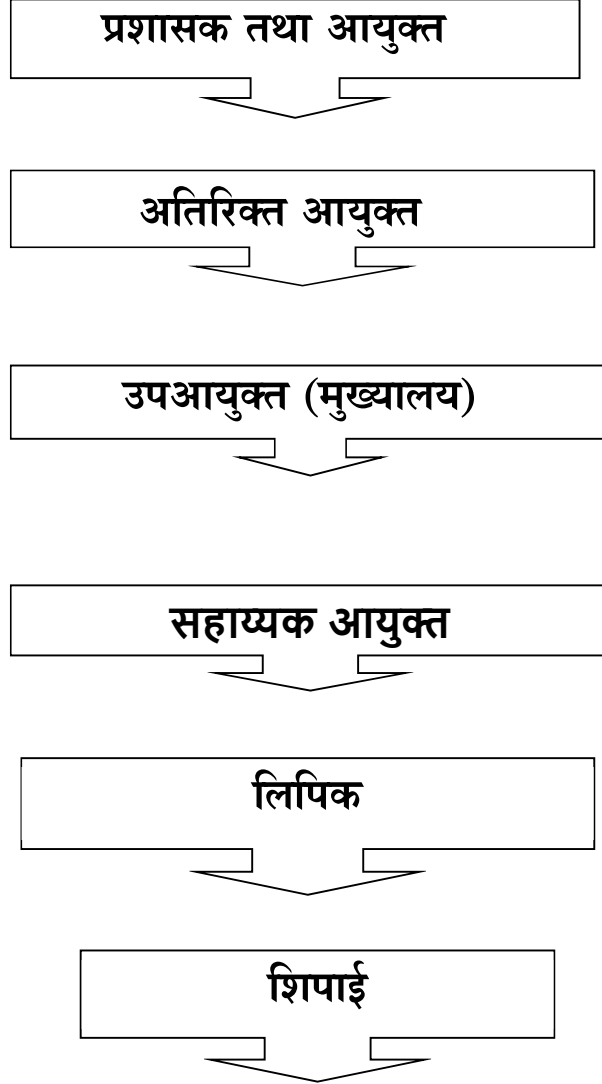 प्रशासक तथा आयुक्त
अतिरिक्त आयुक्त
उपआयुक्त (मुख्यालय)
सहाय्यक आयुक्त
लिपिक
शिपाई